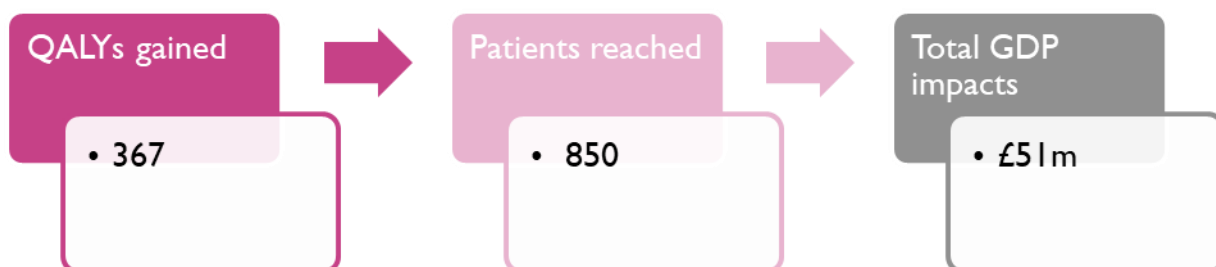 QALYs gained
• 367
Patients reached
• 850
Total GDP
impacts
• £51m